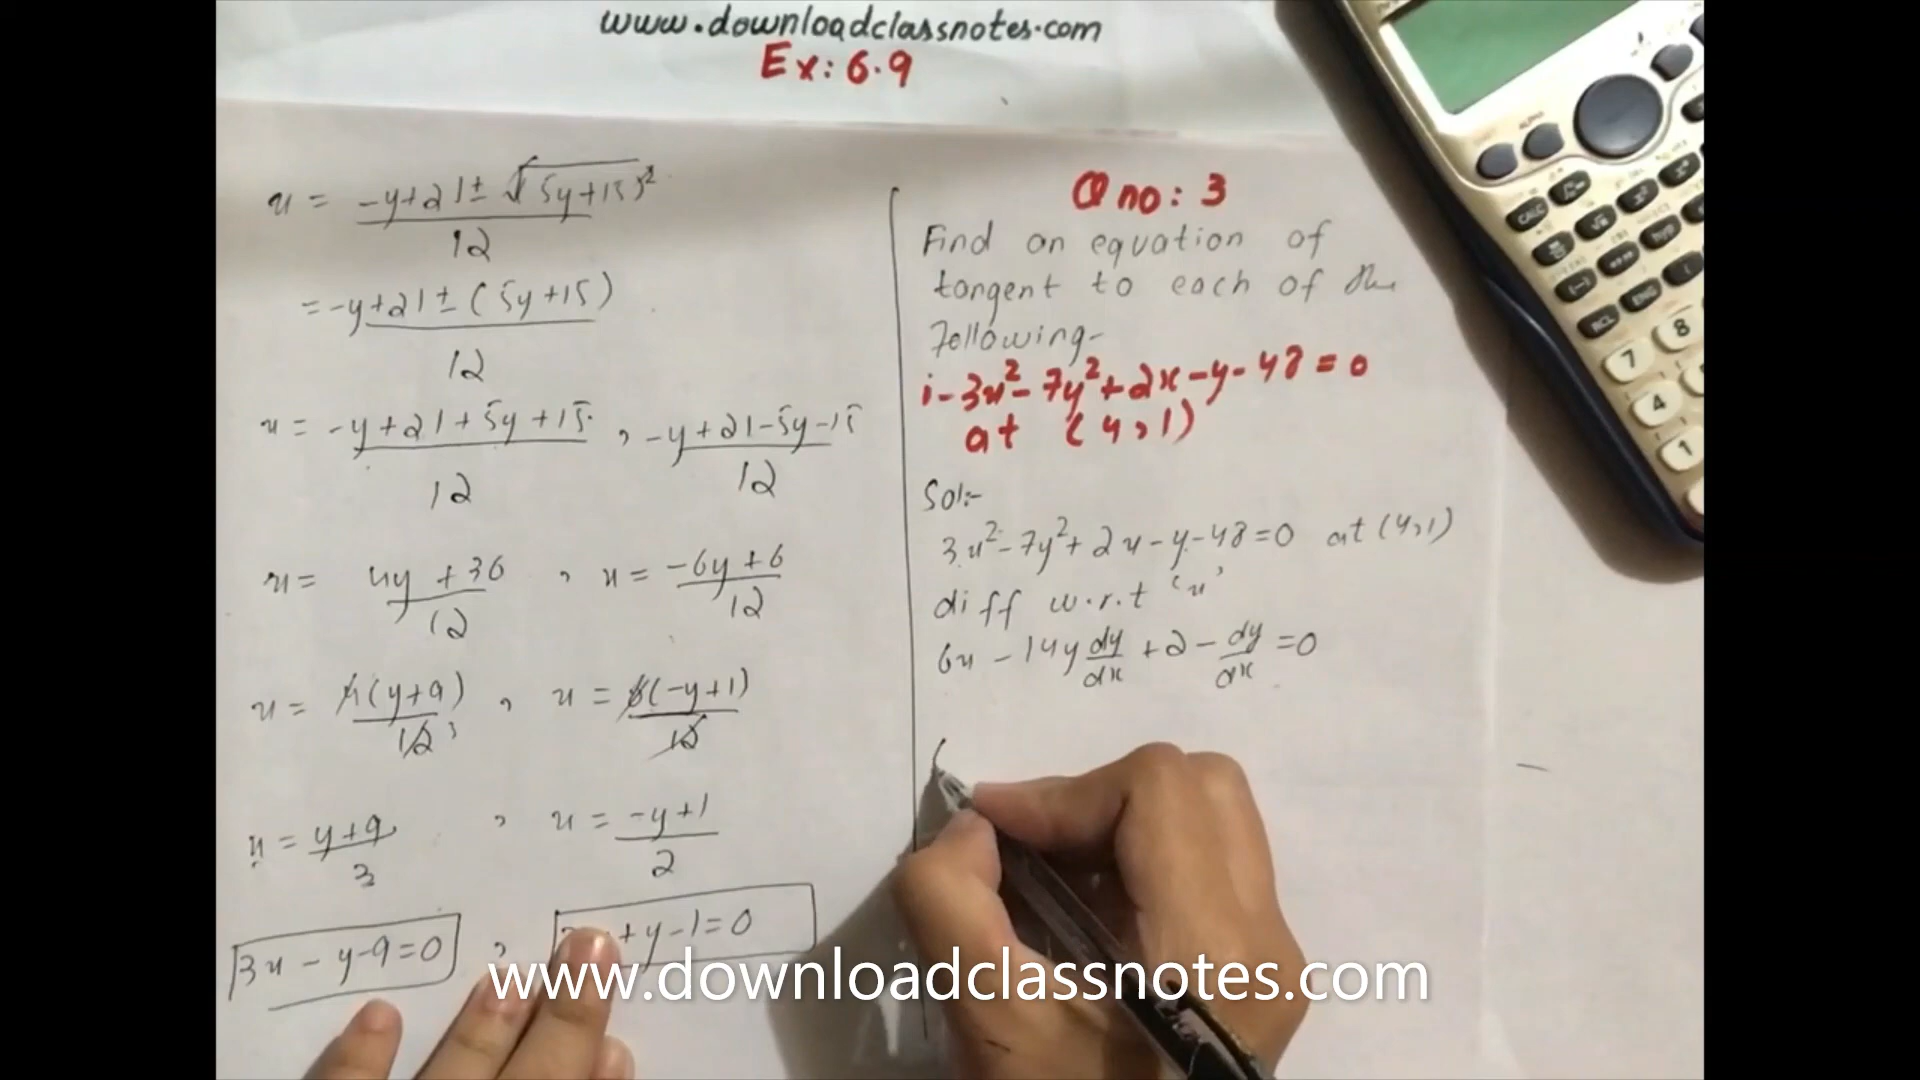 www.downloadclassnotes.com
Ex: 6.9
x = -y+21±√(5y+15)² / 12
= -y+21±(5y+15) / 12
x = -y+21+5y+15 / 12 , -y+21-5y-15 / 12
x = 4y+36 / 12 , x = -6y+6 / 12
x = 4(y+9) / 12 3 , x = 6(-y+1) / 12
x = y+9 / 3 , x = -y+1 / 2
3x - y-9=0 , +y-1=0
Q no: 3
Find an equation of
tangent to each of the
Following-
i- 3x²- 7y²+2x-y-48=0
at (4,1)
Sol:-
3x²-7y²+2x-y-48=0 at (4,1)
diff w.r.t 'x'
6x - 14y dy/dx +2- dy/dx =0
www.downloadclassnotes.com